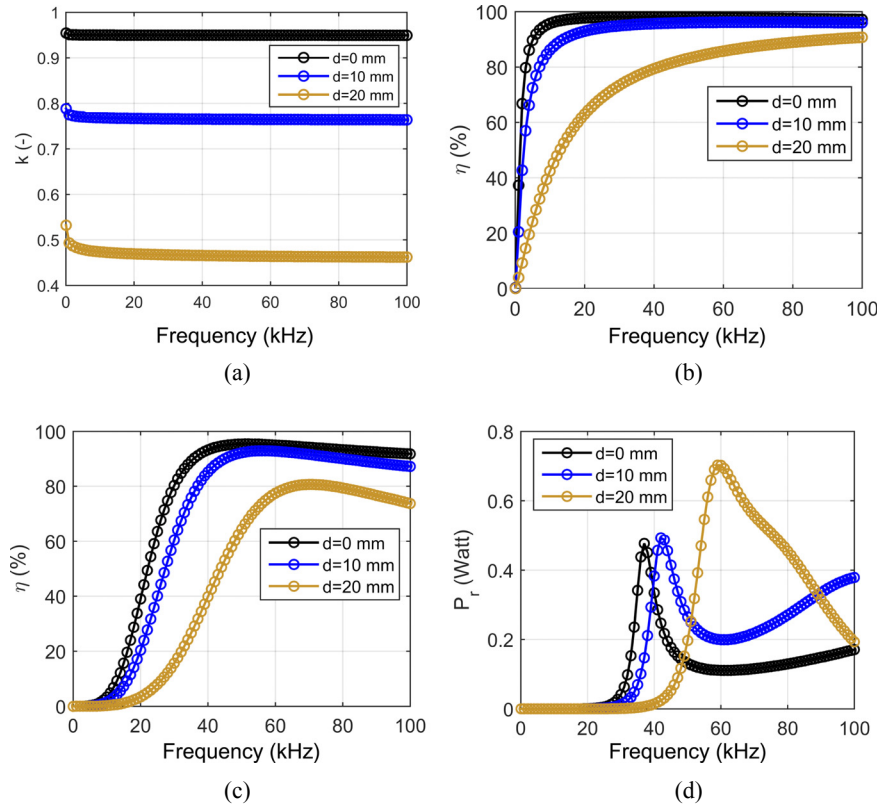 1
0.9
0.8
0.7
0.6
0.5
0.4
k (-)
d=0 mm
d=10 mm
d=20 mm
0 20 40 60 80 100
Frequency (kHz)
(a)
100
80
60
40
20
0
η (%)
d=0 mm
d=10 mm
d=20 mm
0 20 40 60 80 100
Frequency (kHz)
(b)
100
80
60
40
20
0
η (%)
d=0 mm
d=10 mm
d=20 mm
0 20 40 60 80 100
Frequency (kHz)
(c)
1
0.8
0.6
0.4
0.2
0
P_r (Watt)
d=0 mm
d=10 mm
d=20 mm
0 20 40 60 80 100
Frequency (kHz)
(d)